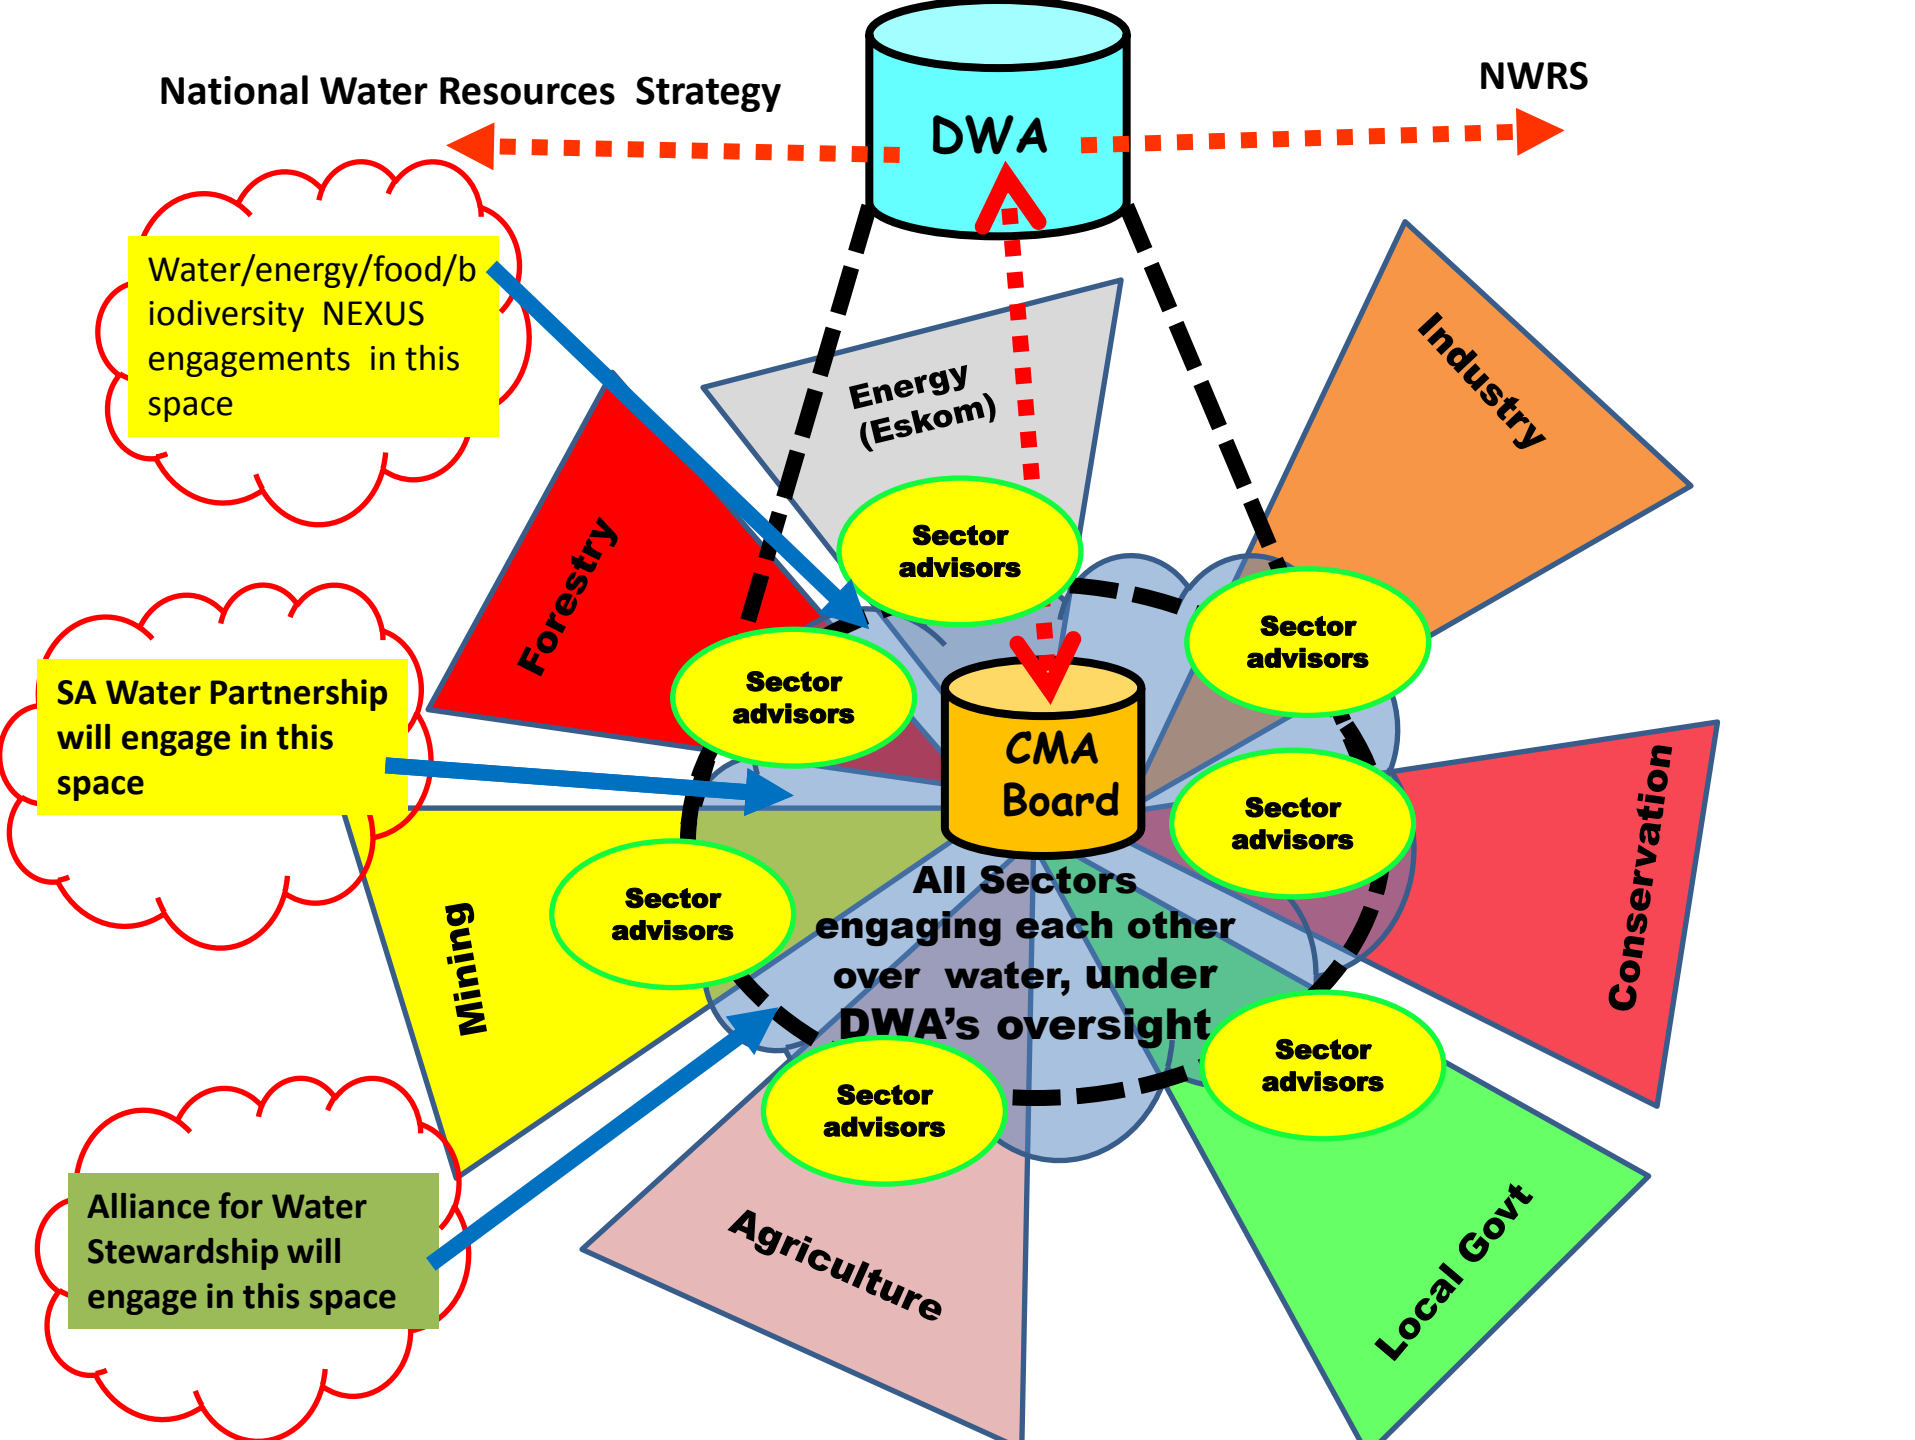 National Water Resources  Strategy
NWRS
DWA
Water/energy/food/b
iodiversity  NEXUS
engagements  in this
space
Energy
(Eskom)
Industry
Forestry
Sector
advisors
Sector
advisors
Sector
advisors
SA Water Partnership
will engage in this
space
CMA
Board
Sector
advisors
Conservation
Mining
Sector
advisors
All Sectors
engaging each other
over  water, under
DWA's oversight
Sector
advisors
Sector
advisors
Alliance for Water
Stewardship will
engage in this space
Agriculture
Local Govt